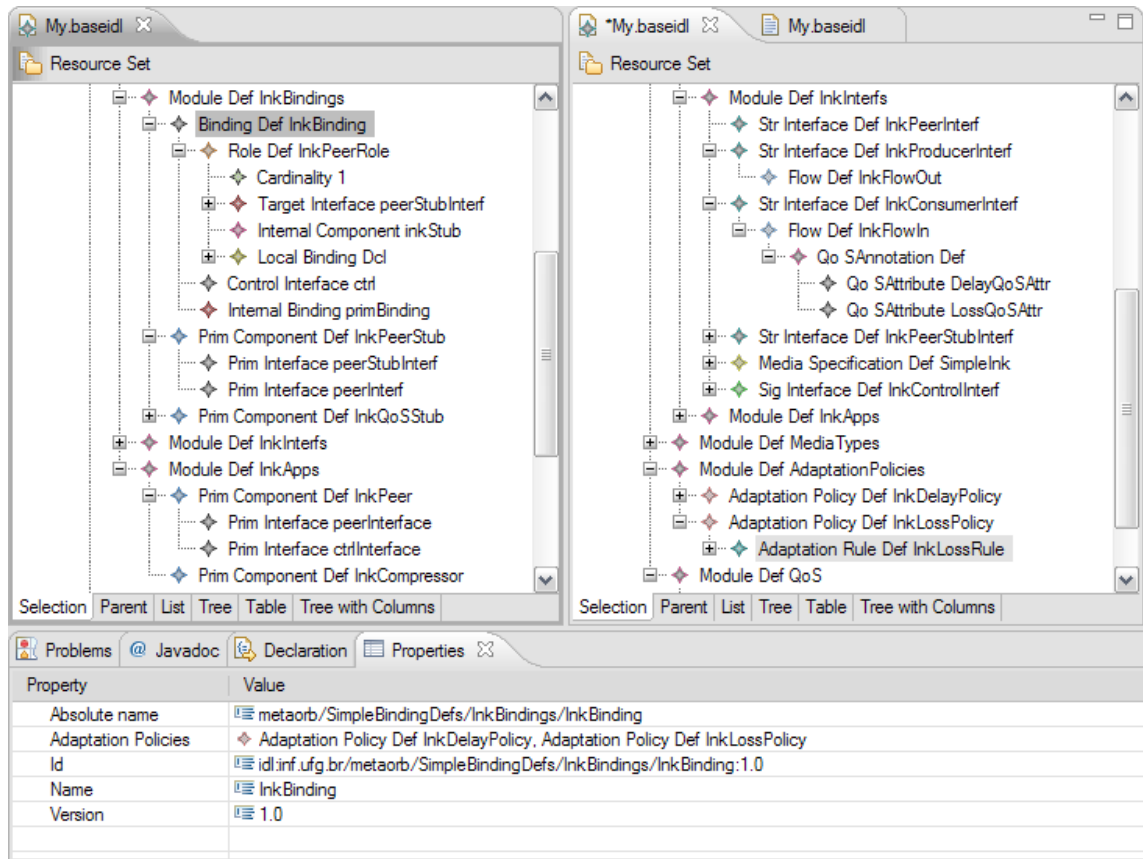 My.baseidl
Resource Set
Module Def InkBindings
Binding Def InkBinding
Role Def InkPeerRole
Cardinality 1
Target Interface peerStubInterf
Internal Component inkStub
Local Binding Dcl
Control Interface ctrl
Internal Binding primBinding
Prim Component Def InkPeerStub
Prim Interface peerStubInterf
Prim Interface peerInterf
Prim Component Def InkQoSStub
Module Def InkInterfs
Module Def InkApps
Prim Component Def InkPeer
Prim Interface peerInterface
Prim Interface ctrlInterface
Prim Component Def InkCompressor
Selection Parent List Tree Table Tree with Columns
*My.baseidl My.baseidl
Resource Set
Module Def InkInterfs
Str Interface Def InkPeerInterf
Str Interface Def InkProducerInterf
Flow Def InkFlowOut
Str Interface Def InkConsumerInterf
Flow Def InkFlowIn
Qo SAnnotation Def
Qo SAttribute DelayQoSAttr
Qo SAttribute LossQoSAttr
Str Interface Def InkPeerStubInterf
Media Specification Def SimpleInk
Sig Interface Def InkControlInterf
Module Def InkApps
Module Def MediaTypes
Module Def AdaptationPolicies
Adaptation Policy Def InkDelayPolicy
Adaptation Policy Def InkLossPolicy
Adaptation Rule Def InkLossRule
Module Def QoS
Selection Parent List Tree Table Tree with Columns
Problems @ Javadoc Declaration Properties
Property Value
Absolute name metaorb/SimpleBindingDefs/InkBindings/InkBinding
Adaptation Policies Adaptation Policy Def InkDelayPolicy, Adaptation Policy Def InkLossPolicy
Id idl:inf.ufg.br/metaorb/SimpleBindingDefs/InkBindings/InkBinding:1.0
Name InkBinding
Version 1.0